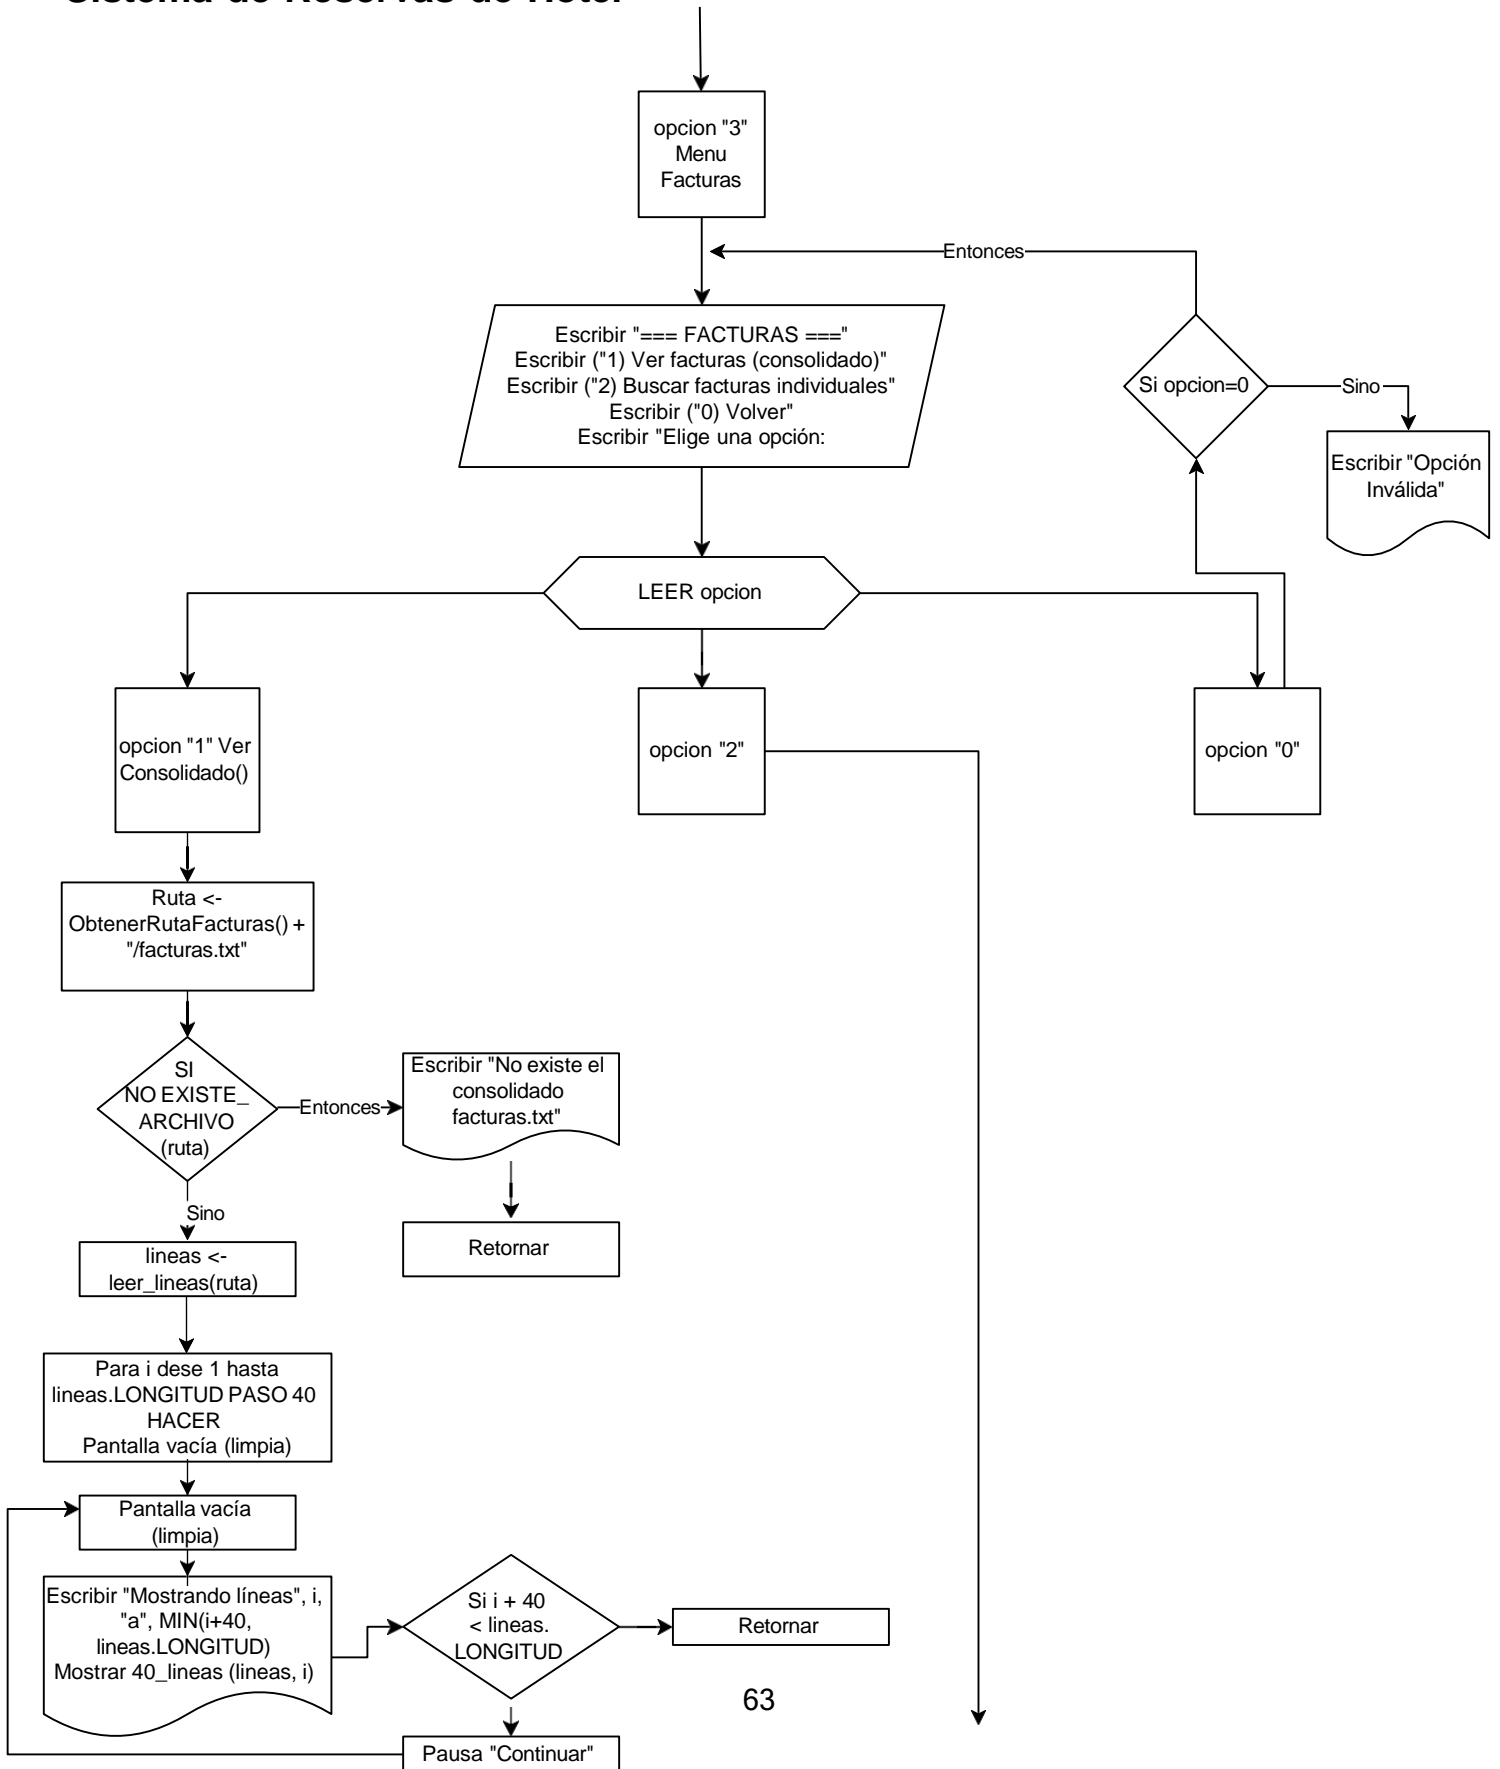 Sistema de Reservas de Hotel
opcion "3"
Menu
Facturas
Entonces
Escribir "=== FACTURAS ==="
Escribir ("1) Ver facturas (consolidado)"
Escribir ("2) Buscar facturas individuales"
Escribir ("0) Volver"
Escribir "Elige una opción:
Si opcion=0
Sino
Escribir "Opción
Inválida"
LEER opcion
opcion "1" Ver
Consolidado()
opcion "2"
opcion "0"
Ruta <-
ObtenerRutaFacturas() +
"/facturas.txt"
SI
NO EXISTE_
ARCHIVO
(ruta)
Entonces
Escribir "No existe el
consolidado
facturas.txt"
Sino
Retornar
lineas <-
leer_lineas(ruta)
Para i dese 1 hasta
lineas.LONGITUD PASO 40
HACER
Pantalla vacía (limpia)
Pantalla vacía
(limpia)
Escribir "Mostrando líneas", i,
"a", MIN(i+40,
lineas.LONGITUD)
Mostrar 40_lineas (lineas, i)
Si i + 40
< lineas.
LONGITUD
Retornar
63
Pausa "Continuar"